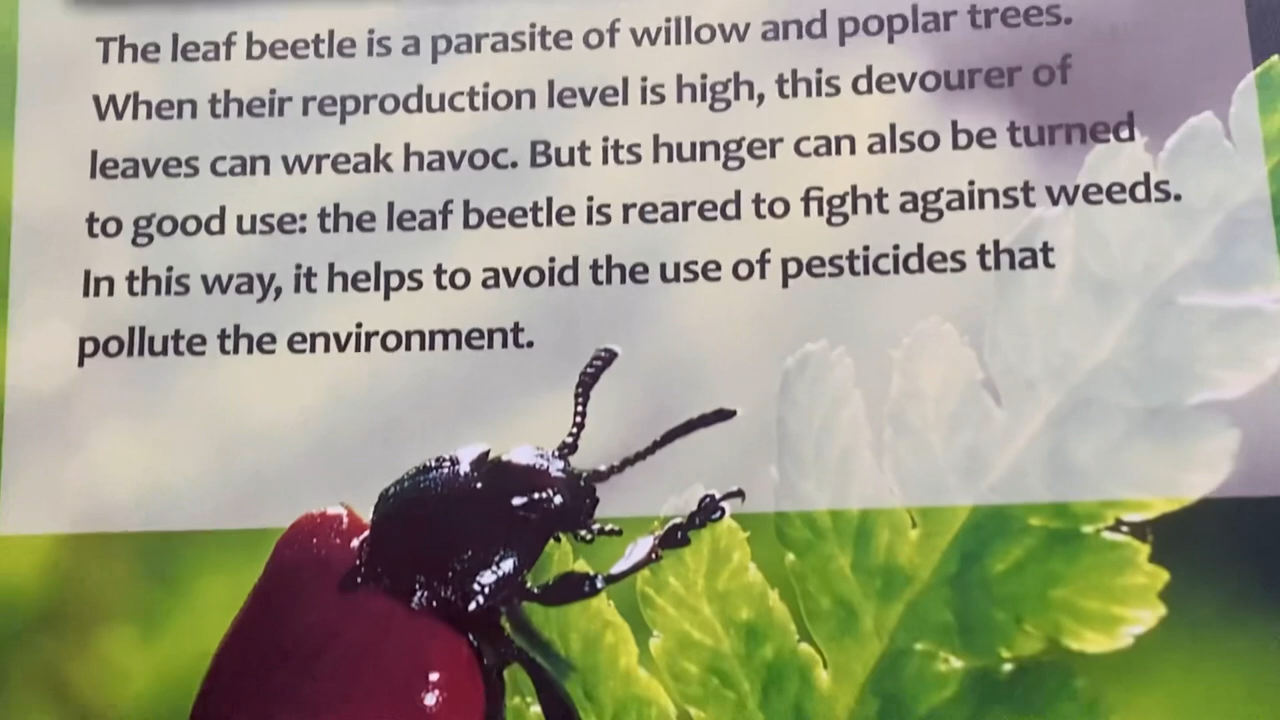 The leaf beetle is a parasite of willow and poplar trees.
When their reproduction level is high, this devourer of
leaves can wreak havoc. But its hunger can also be turned
to good use: the leaf beetle is reared to fight against weeds.
In this way, it helps to avoid the use of pesticides that
pollute the environment.